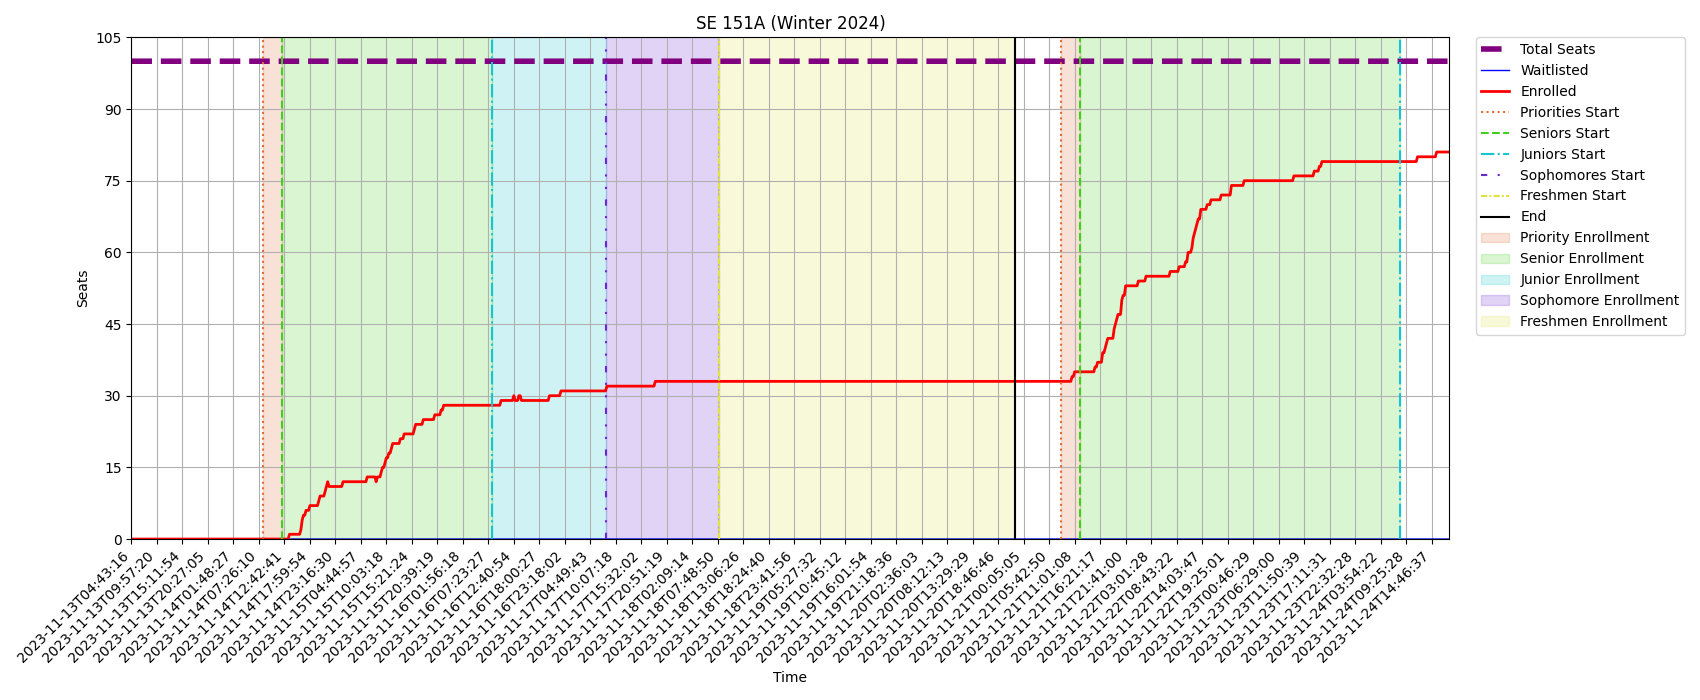 SE 151A (Winter 2024)
105
90
75
60
45
30
15
0
Seats
2023-11-13T04:43:16
2023-11-13T09:57:20
2023-11-13T15:11:54
2023-11-13T20:27:05
2023-11-14T01:48:27
2023-11-14T07:26:10
2023-11-14T12:42:41
2023-11-14T17:59:54
2023-11-14T23:16:30
2023-11-15T04:44:57
2023-11-15T10:03:18
2023-11-15T15:21:24
2023-11-15T20:39:19
2023-11-16T01:56:18
2023-11-16T07:23:27
2023-11-16T12:40:54
2023-11-16T18:00:27
2023-11-16T23:18:02
2023-11-17T04:49:43
2023-11-17T10:07:18
2023-11-17T15:32:02
2023-11-17T20:51:19
2023-11-18T02:09:14
2023-11-18T07:48:50
2023-11-18T13:06:26
2023-11-18T18:24:40
2023-11-18T23:41:56
2023-11-19T05:27:32
2023-11-19T10:45:12
2023-11-19T16:01:54
2023-11-19T21:18:36
2023-11-20T02:36:03
2023-11-20T08:12:13
2023-11-20T13:29:29
2023-11-20T18:46:46
2023-11-21T00:05:05
2023-11-21T05:42:50
2023-11-21T11:01:08
2023-11-21T16:21:17
2023-11-21T21:41:00
2023-11-22T03:01:28
2023-11-22T08:43:22
2023-11-22T14:03:47
2023-11-22T19:25:01
2023-11-23T00:46:29
2023-11-23T06:29:00
2023-11-23T11:50:39
2023-11-23T17:11:31
2023-11-23T22:32:28
2023-11-24T03:54:22
2023-11-24T09:25:28
2023-11-24T14:46:37
Time
Total Seats
Waitlisted
Enrolled
Priorities Start
Seniors Start
Juniors Start
Sophomores Start
Freshmen Start
End
Priority Enrollment
Senior Enrollment
Junior Enrollment
Sophomore Enrollment
Freshmen Enrollment